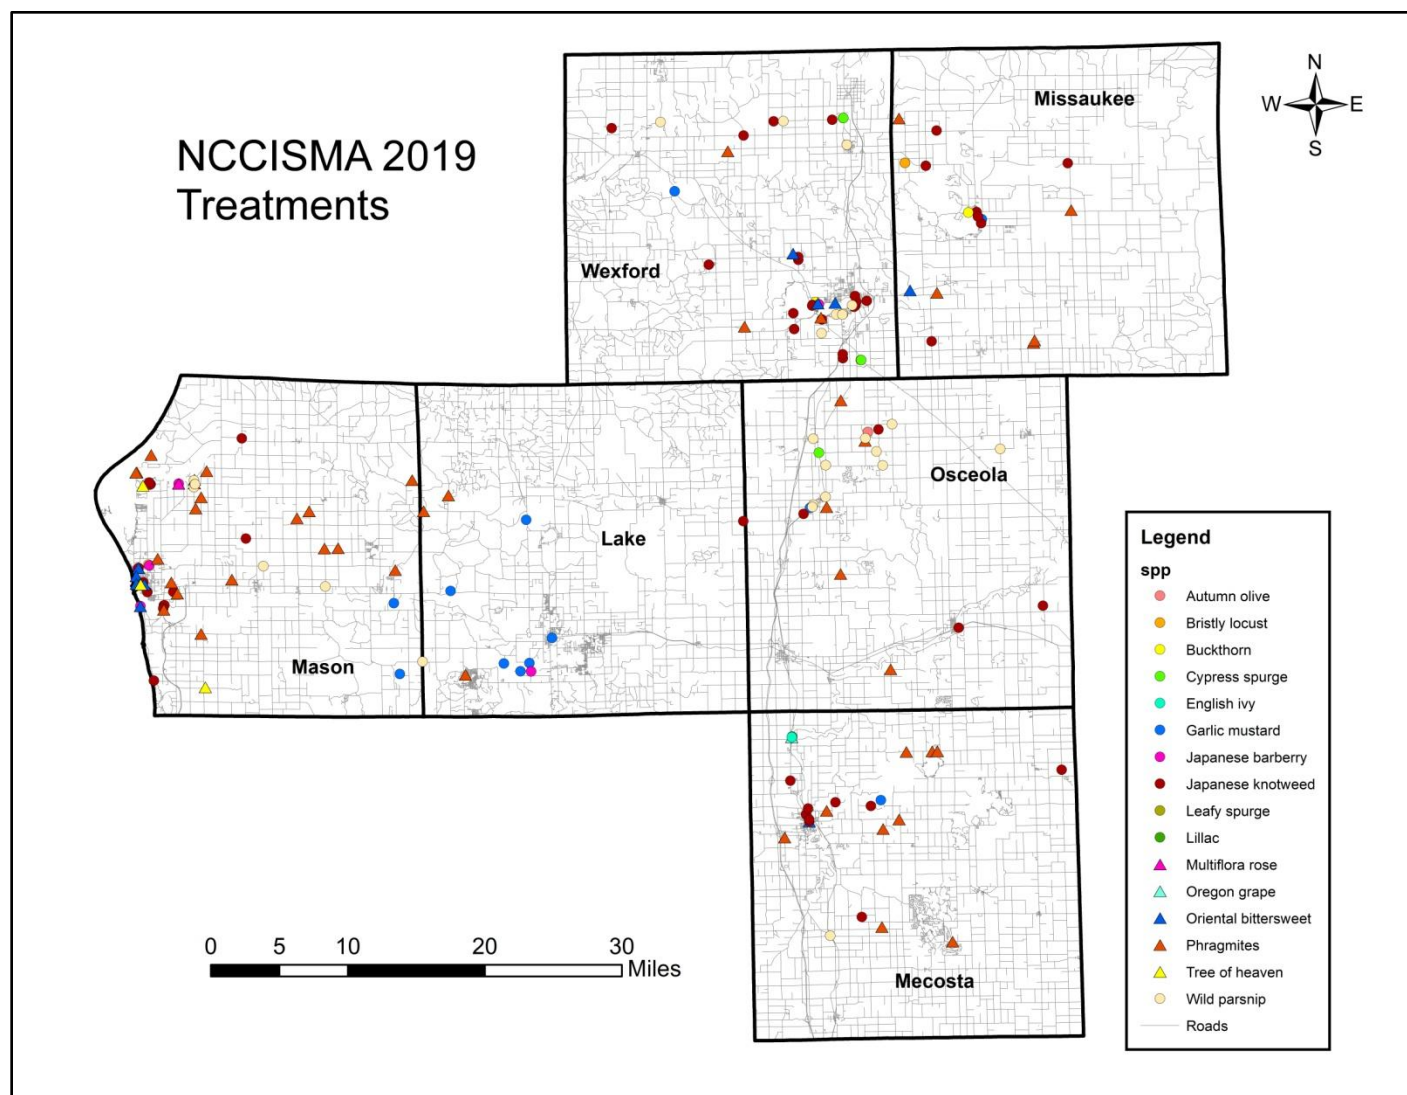 NCCISMA 2019
Treatments
N
W E
S
Missaukee
Wexford
Osceola
Lake
Mason
Mecosta
0 5 10 20 30
Miles
Legend
spp
Autumn olive
Bristly locust
Buckthorn
Cypress spurge
English ivy
Garlic mustard
Japanese barberry
Japanese knotweed
Leafy spurge
Lillac
Multiflora rose
Oregon grape
Oriental bittersweet
Phragmites
Tree of heaven
Wild parsnip
Roads